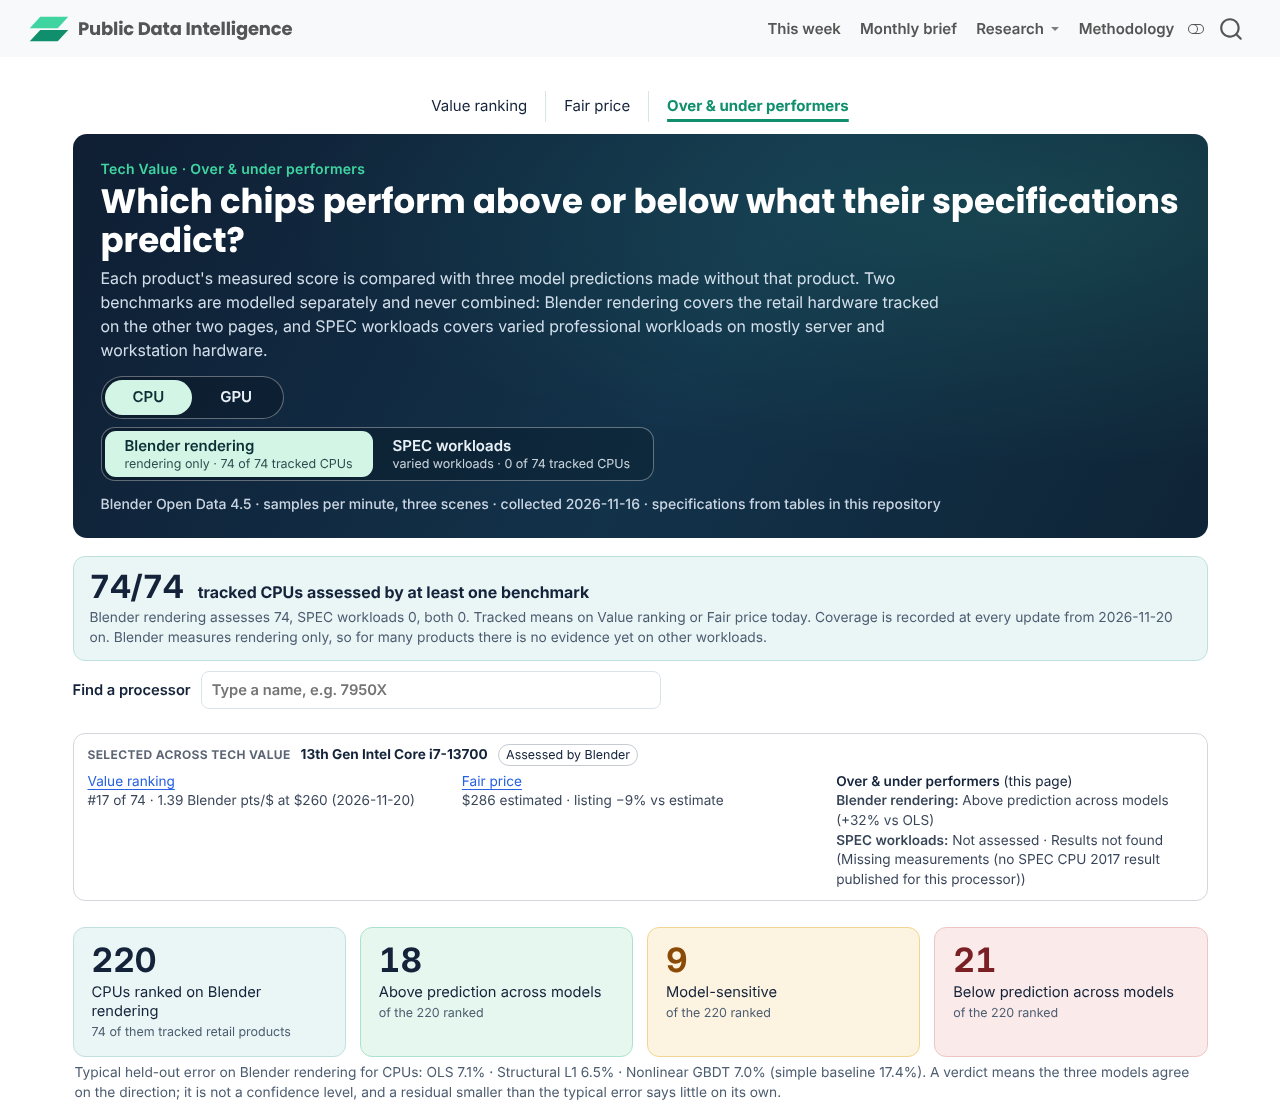 Public Data Intelligence
This week Monthly brief Research Methodology
Value ranking Fair price Over & under performers
Tech Value · Over & under performers
Which chips perform above or below what their specifications
predict?
Each product's measured score is compared with three model predictions made without that product. Two
benchmarks are modelled separately and never combined: Blender rendering covers the retail hardware tracked
on the other two pages, and SPEC workloads covers varied professional workloads on mostly server and
workstation hardware.
CPU GPU
Blender rendering
rendering only · 74 of 74 tracked CPUs
SPEC workloads
varied workloads · 0 of 74 tracked CPUs
Blender Open Data 4.5 · samples per minute, three scenes · collected 2026-11-16 · specifications from tables in this repository
74/74 tracked CPUs assessed by at least one benchmark
Blender rendering assesses 74, SPEC workloads 0, both 0. Tracked means on Value ranking or Fair price today. Coverage is recorded at every update from 2026-11-20
on. Blender measures rendering only, so for many products there is no evidence yet on other workloads.
Find a processor Type a name, e.g. 7950X
SELECTED ACROSS TECH VALUE 13th Gen Intel Core i7-13700 Assessed by Blender
Value ranking
#17 of 74 · 1.39 Blender pts/$ at $260 (2026-11-20)
Fair price
$286 estimated · listing −9% vs estimate
Over & under performers (this page)
Blender rendering: Above prediction across models
(+32% vs OLS)
SPEC workloads: Not assessed · Results not found
(Missing measurements (no SPEC CPU 2017 result
published for this processor))
220
CPUs ranked on Blender
rendering
74 of them tracked retail products
18
Above prediction across models
of the 220 ranked
9
Model-sensitive
of the 220 ranked
21
Below prediction across models
of the 220 ranked
Typical held-out error on Blender rendering for CPUs: OLS 7.1% · Structural L1 6.5% · Nonlinear GBDT 7.0% (simple baseline 17.4%). A verdict means the three models agree
on the direction; it is not a confidence level, and a residual smaller than the typical error says little on its own.